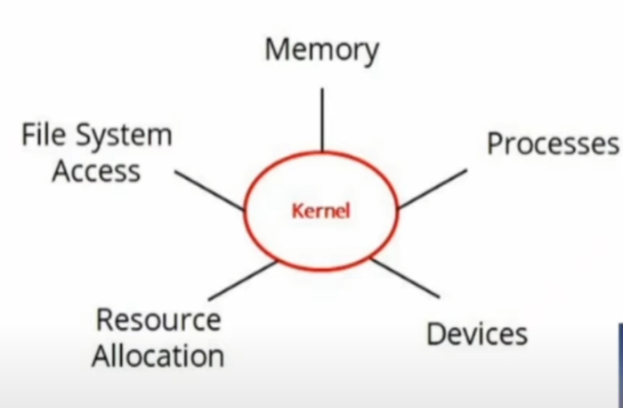 Memory
File System
Access
Processes
Kernel
Resource
Allocation
Devices